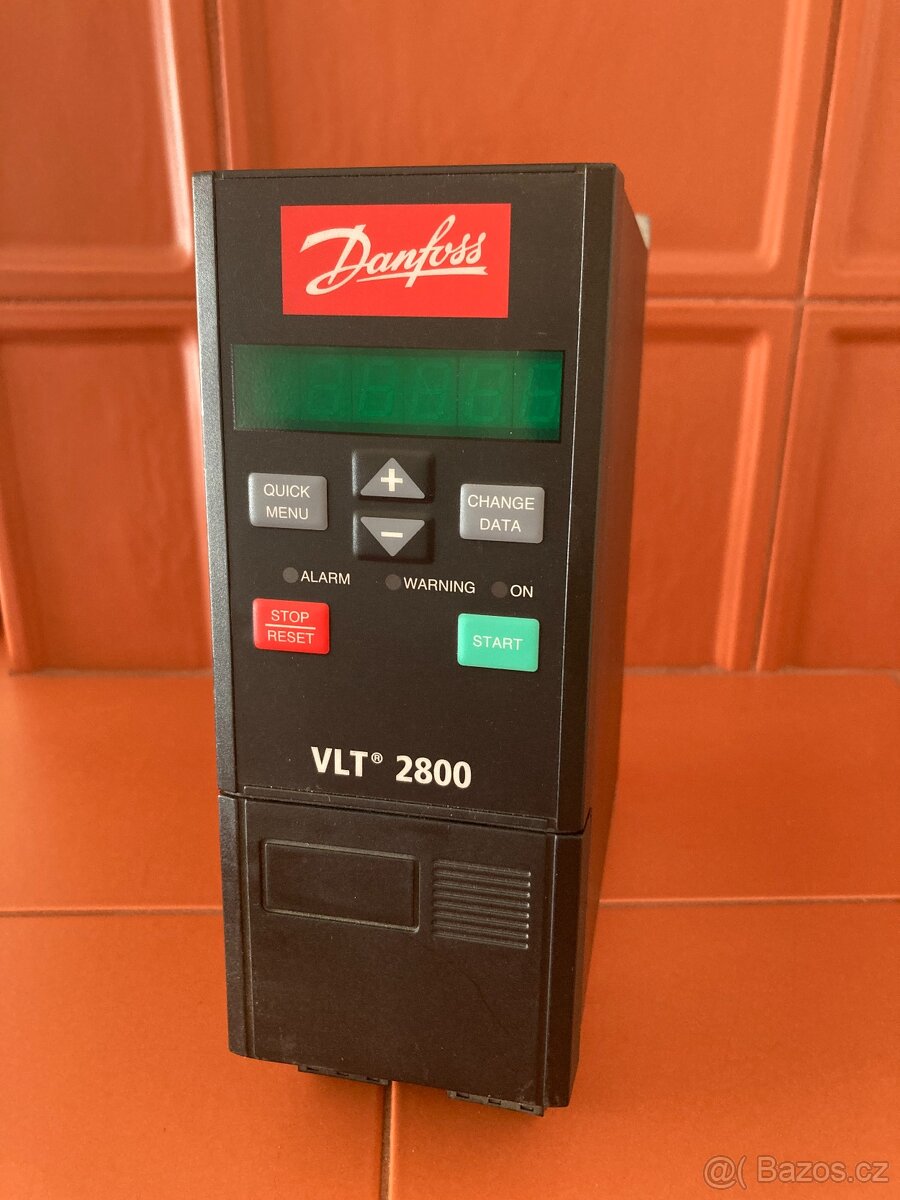 Danfoss
QUICK
MENU
+
CHANGE
DATA
−
ALARM
WARNING
ON
STOP
RESET
START
VLT® 2800
@( Bazos.cz